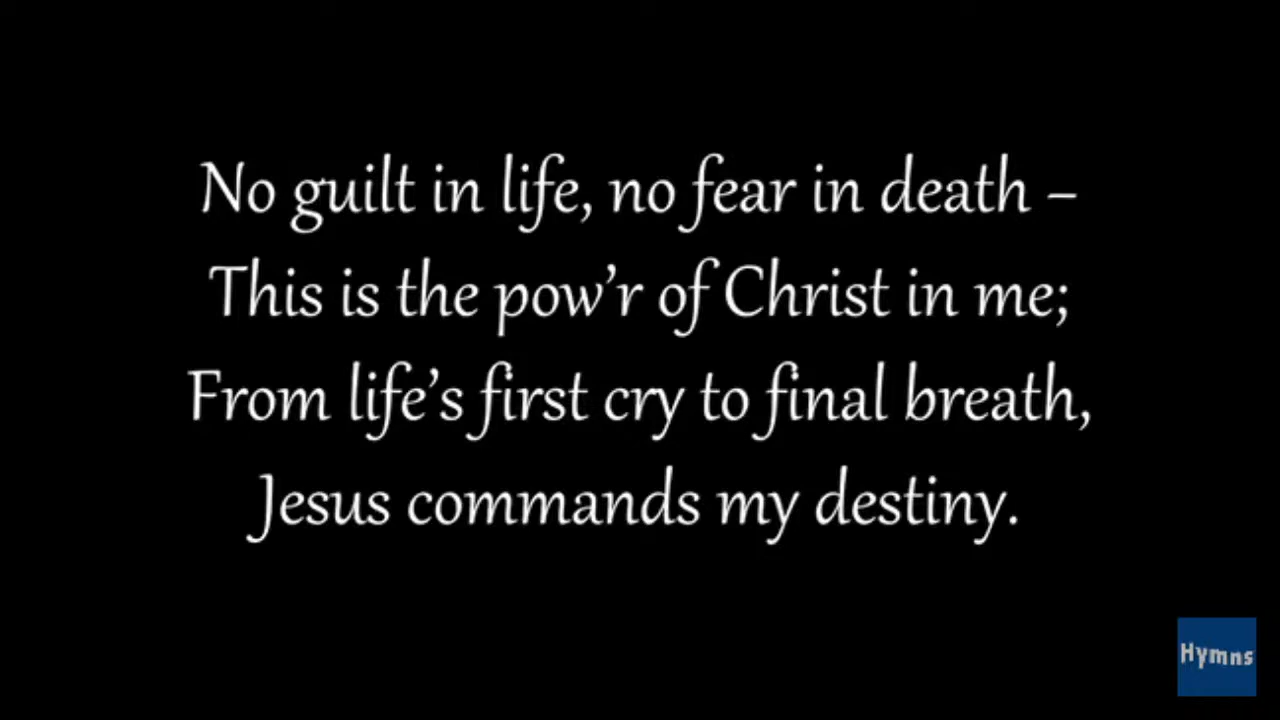 No guilt in life, no fear in death –
This is the pow’r of Christ in me;
From life’s first cry to final breath,
Jesus commands my destiny.
Hymns